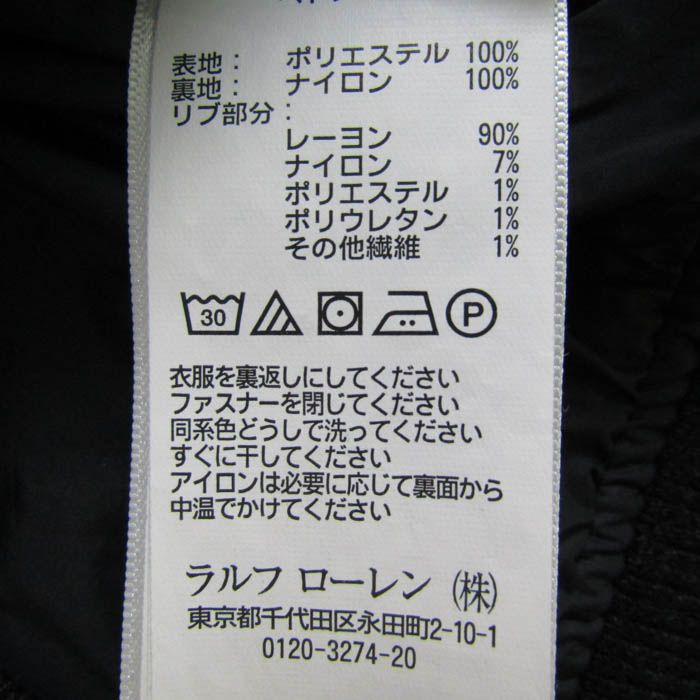 表地: ポリエステル 100%
裏地: ナイロン 100%
リブ部分:
レーヨン 90%
ナイロン 7%
ポリエステル 1%
ポリウレタン 1%
その他繊維 1%
30 P
衣服を裏返しにしてください
ファスナーを閉じてください
同系色どうしで洗ってください
すぐに干してください
アイロンは必要に応じて裏面から
中温でかけてください
ラルフ ローレン (株)
東京都千代田区永田町2-10-1
0120-3274-20